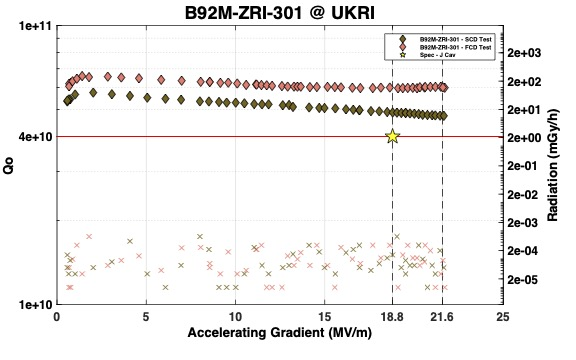 B92M-ZRI-301 @ UKRI
1e+11
4e+10
1e+10
Qo
B92M-ZRI-301 - SCD Test
B92M-ZRI-301 - FCD Test
Spec - J Cav
2e+03
2e+02
2e+01
2e+00
2e-01
2e-02
2e-03
2e-04
2e-05
Radiation (mGy/h)
0 5 10 15 18.8 21.6 25
Accelerating Gradient (MV/m)